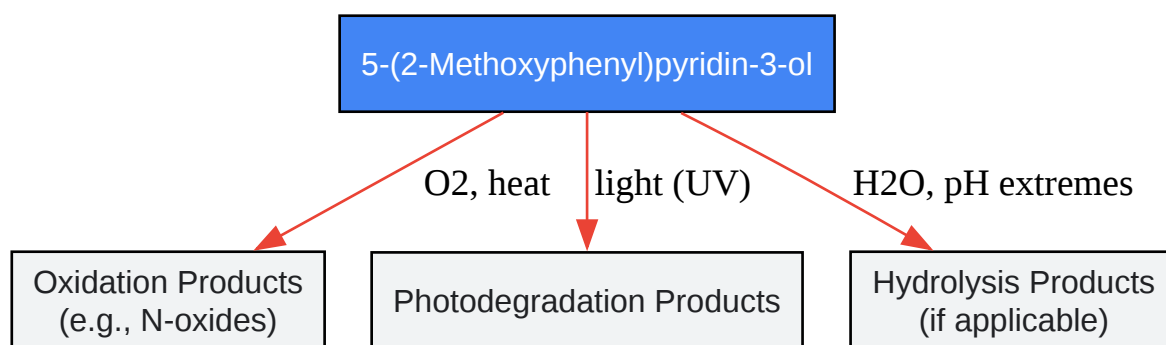 5-(2-Methoxyphenyl)pyridin-3-ol
O2, heat
light (UV)
H2O, pH extremes
Oxidation Products
(e.g., N-oxides)
Photodegradation Products
Hydrolysis Products
(if applicable)